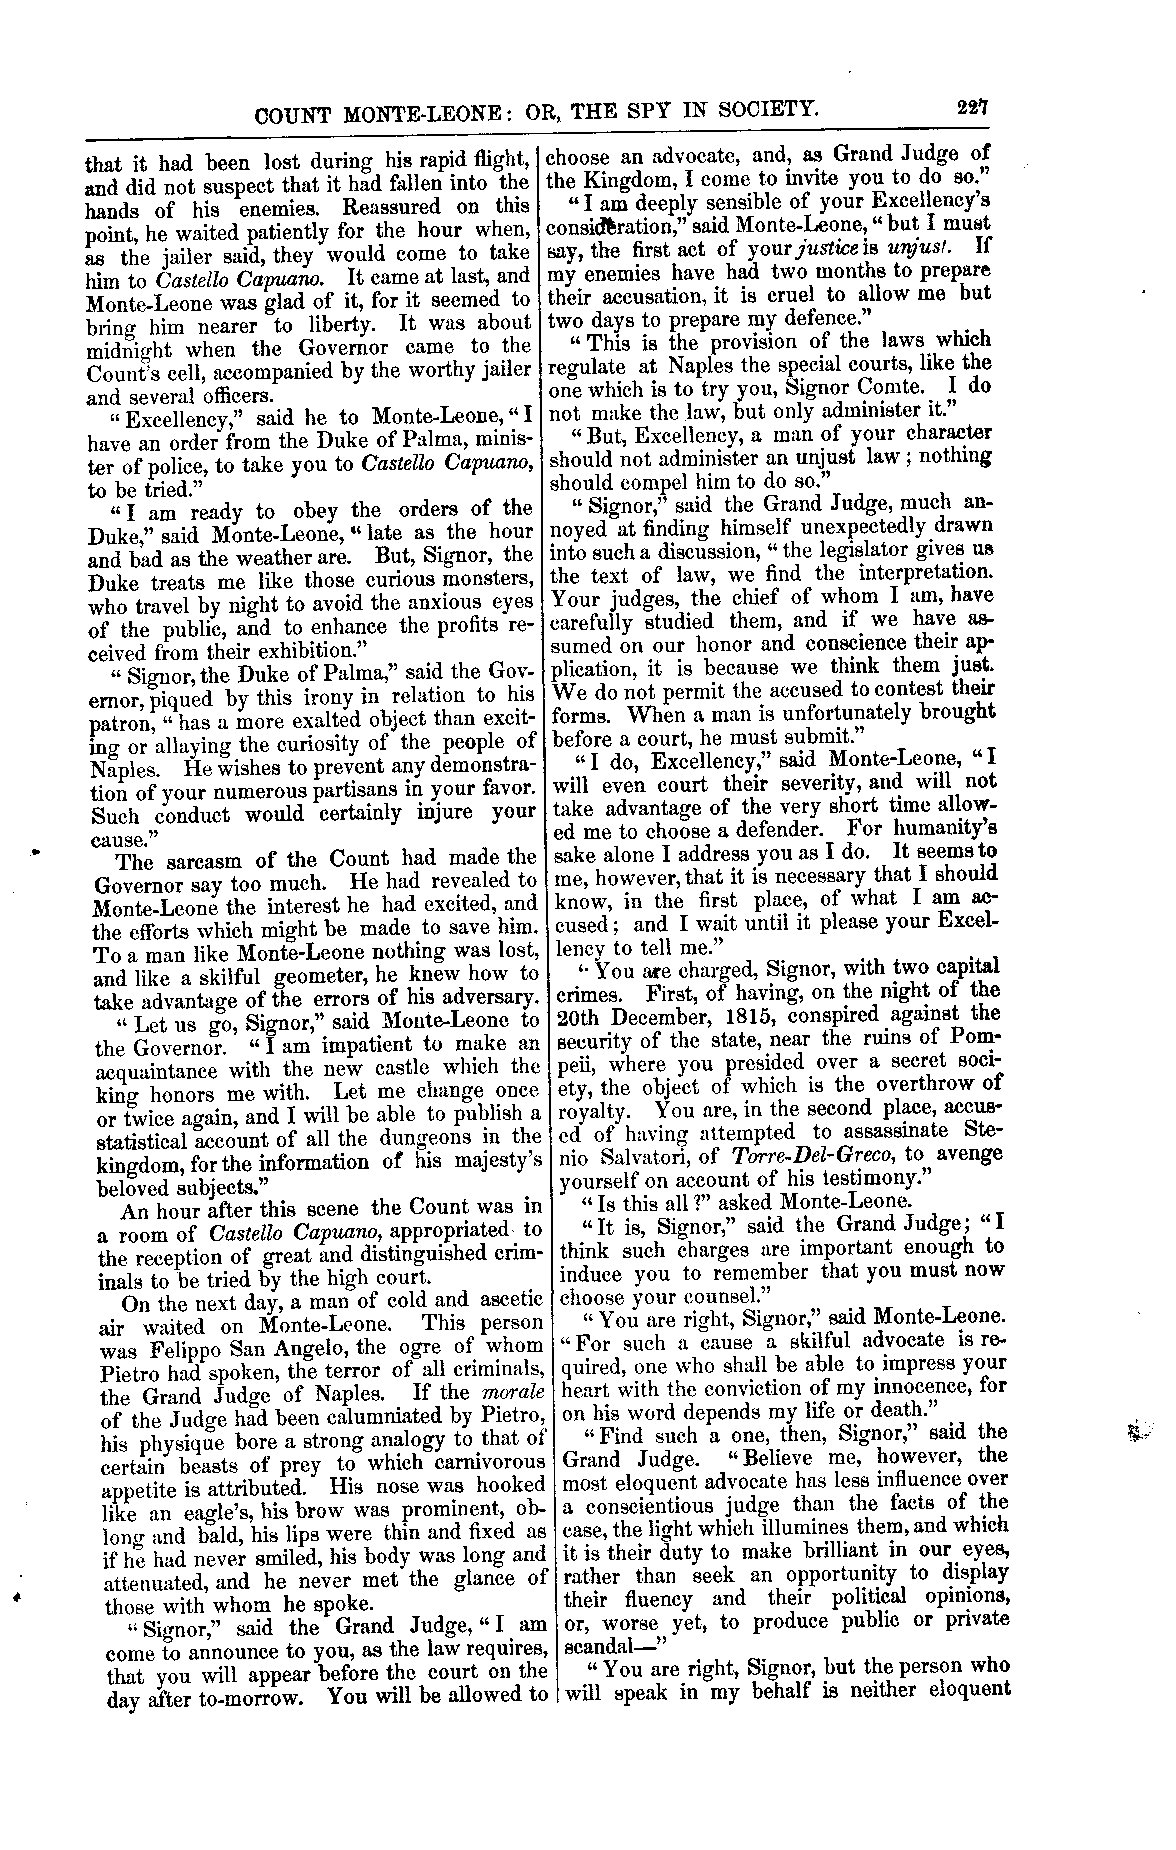 COUNT MONTE-LEONE: OR, THE SPY IN SOCIETY. 227
that it had been lost during his rapid flight,
and did not suspect that it had fallen into the
hands of his enemies. Reassured on this
point, he waited patiently for the hour when,
as the jailer said, they would come to take
him to Castello Capuano. It came at last, and
Monte-Leone was glad of it, for it seemed to
bring him nearer to liberty. It was about
midnight when the Governor came to the
Count's cell, accompanied by the worthy jailer
and several officers.
"Excellency," said he to Monte-Leone, "I
have an order from the Duke of Palma, minis-
ter of police, to take you to Castello Capuano,
to be tried."
"I am ready to obey the orders of the
Duke," said Monte-Leone, "late as the hour
and bad as the weather are. But, Signor, the
Duke treats me like those curious monsters,
who travel by night to avoid the anxious eyes
of the public, and to enhance the profits re-
ceived from their exhibition."
"Signor, the Duke of Palma," said the Gov-
ernor, piqued by this irony in relation to his
patron, "has a more exalted object than excit-
ing or allaying the curiosity of the people of
Naples. He wishes to prevent any demonstra-
tion of your numerous partisans in your favor.
Such conduct would certainly injure your
cause."
The sarcasm of the Count had made the
Governor say too much. He had revealed to
Monte-Leone the interest he had excited, and
the efforts which might be made to save him.
To a man like Monte-Leone nothing was lost,
and like a skilful geometer, he knew how to
take advantage of the errors of his adversary.
"Let us go, Signor," said Monte-Leone to
the Governor. "I am impatient to make an
acquaintance with the new castle which the
king honors me with. Let me change once
or twice again, and I will be able to publish a
statistical account of all the dungeons in the
kingdom, for the information of his majesty's
beloved subjects."
An hour after this scene the Count was in
a room of Castello Capuano, appropriated to
the reception of great and distinguished crim-
inals to be tried by the high court.
On the next day, a man of cold and ascetic
air waited on Monte-Leone. This person
was Felippo San Angelo, the ogre of whom
Pietro had spoken, the terror of all criminals,
the Grand Judge of Naples. If the morale
of the Judge had been calumniated by Pietro,
his physique bore a strong analogy to that of
certain beasts of prey to which carnivorous
appetite is attributed. His nose was hooked
like an eagle's, his brow was prominent, ob-
long and bald, his lips were thin and fixed as
if he had never smiled, his body was long and
attenuated, and he never met the glance of
those with whom he spoke.
"Signor," said the Grand Judge, "I am
come to announce to you, as the law requires,
that you will appear before the court on the
day after to-morrow. You will be allowed to
choose an advocate, and, as Grand Judge of
the Kingdom, I come to invite you to do so."
"I am deeply sensible of your Excellency's
consideration," said Monte-Leone, "but I must
say, the first act of your justice is unjust. If
my enemies have had two months to prepare
their accusation, it is cruel to allow me but
two days to prepare my defence."
"This is the provision of the laws which
regulate at Naples the special courts, like the
one which is to try you, Signor Comte. I do
not make the law, but only administer it."
"But, Excellency, a man of your character
should not administer an unjust law; nothing
should compel him to do so."
"Signor," said the Grand Judge, much an-
noyed at finding himself unexpectedly drawn
into such a discussion, "the legislator gives us
the text of law, we find the interpretation.
Your judges, the chief of whom I am, have
carefully studied them, and if we have as-
sumed on our honor and conscience their ap-
plication, it is because we think them just.
We do not permit the accused to contest their
forms. When a man is unfortunately brought
before a court, he must submit."
"I do, Excellency," said Monte-Leone, "I
will even court their severity, and will not
take advantage of the very short time allow-
ed me to choose a defender. For humanity's
sake alone I address you as I do. It seems to
me, however, that it is necessary that I should
know, in the first place, of what I am ac-
cused; and I wait until it please your Excel-
lency to tell me."
"You are charged, Signor, with two capital
crimes. First, of having, on the night of the
20th December, 1815, conspired against the
security of the state, near the ruins of Pom-
peii, where you presided over a secret soci-
ety, the object of which is the overthrow of
royalty. You are, in the second place, accus-
ed of having attempted to assassinate Ste-
nio Salvatori, of Torre-Del-Greco, to avenge
yourself on account of his testimony."
"Is this all?" asked Monte-Leone.
"It is, Signor," said the Grand Judge; "I
think such charges are important enough to
induce you to remember that you must now
choose your counsel."
"You are right, Signor," said Monte-Leone.
"For such a cause a skilful advocate is re-
quired, one who shall be able to impress your
heart with the conviction of my innocence, for
on his word depends my life or death."
"Find such a one, then, Signor," said the
Grand Judge. "Believe me, however, the
most eloquent advocate has less influence over
a conscientious judge than the facts of the
case, the light which illumines them, and which
it is their duty to make brilliant in our eyes,
rather than seek an opportunity to display
their fluency and their political opinions,
or, worse yet, to produce public or private
scandal—"
"You are right, Signor, but the person who
will speak in my behalf is neither eloquent